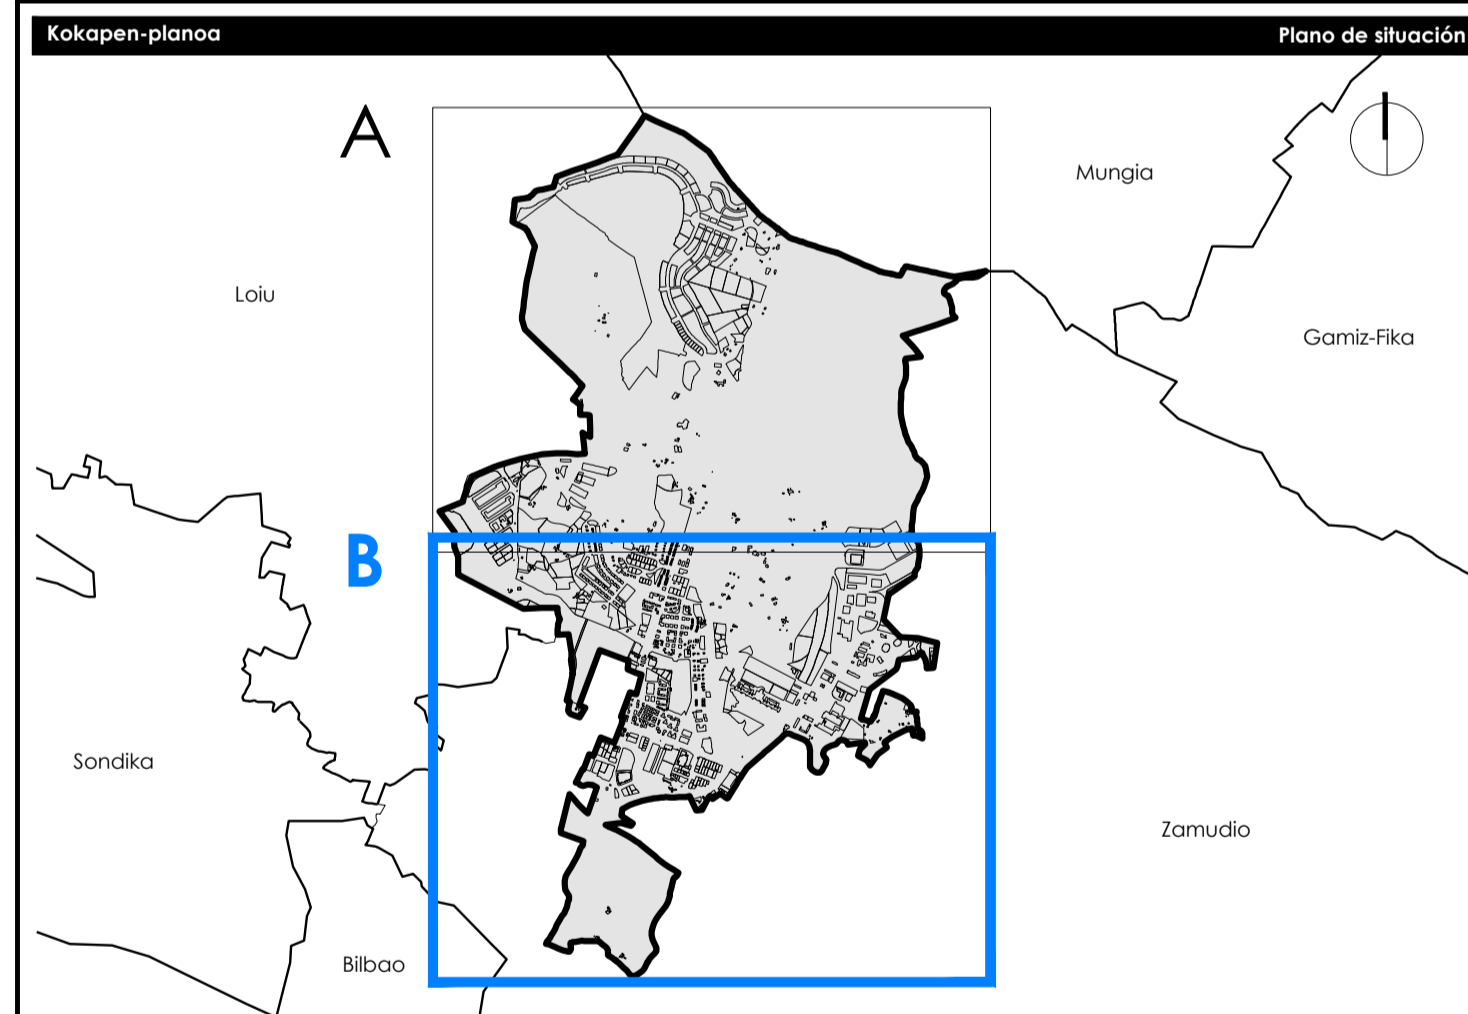 Kokapen-planoa
Plano de situación
A
Mungia
Loiu
Gamiz-Fika
B
Sondika
Zamudio
Bilbao